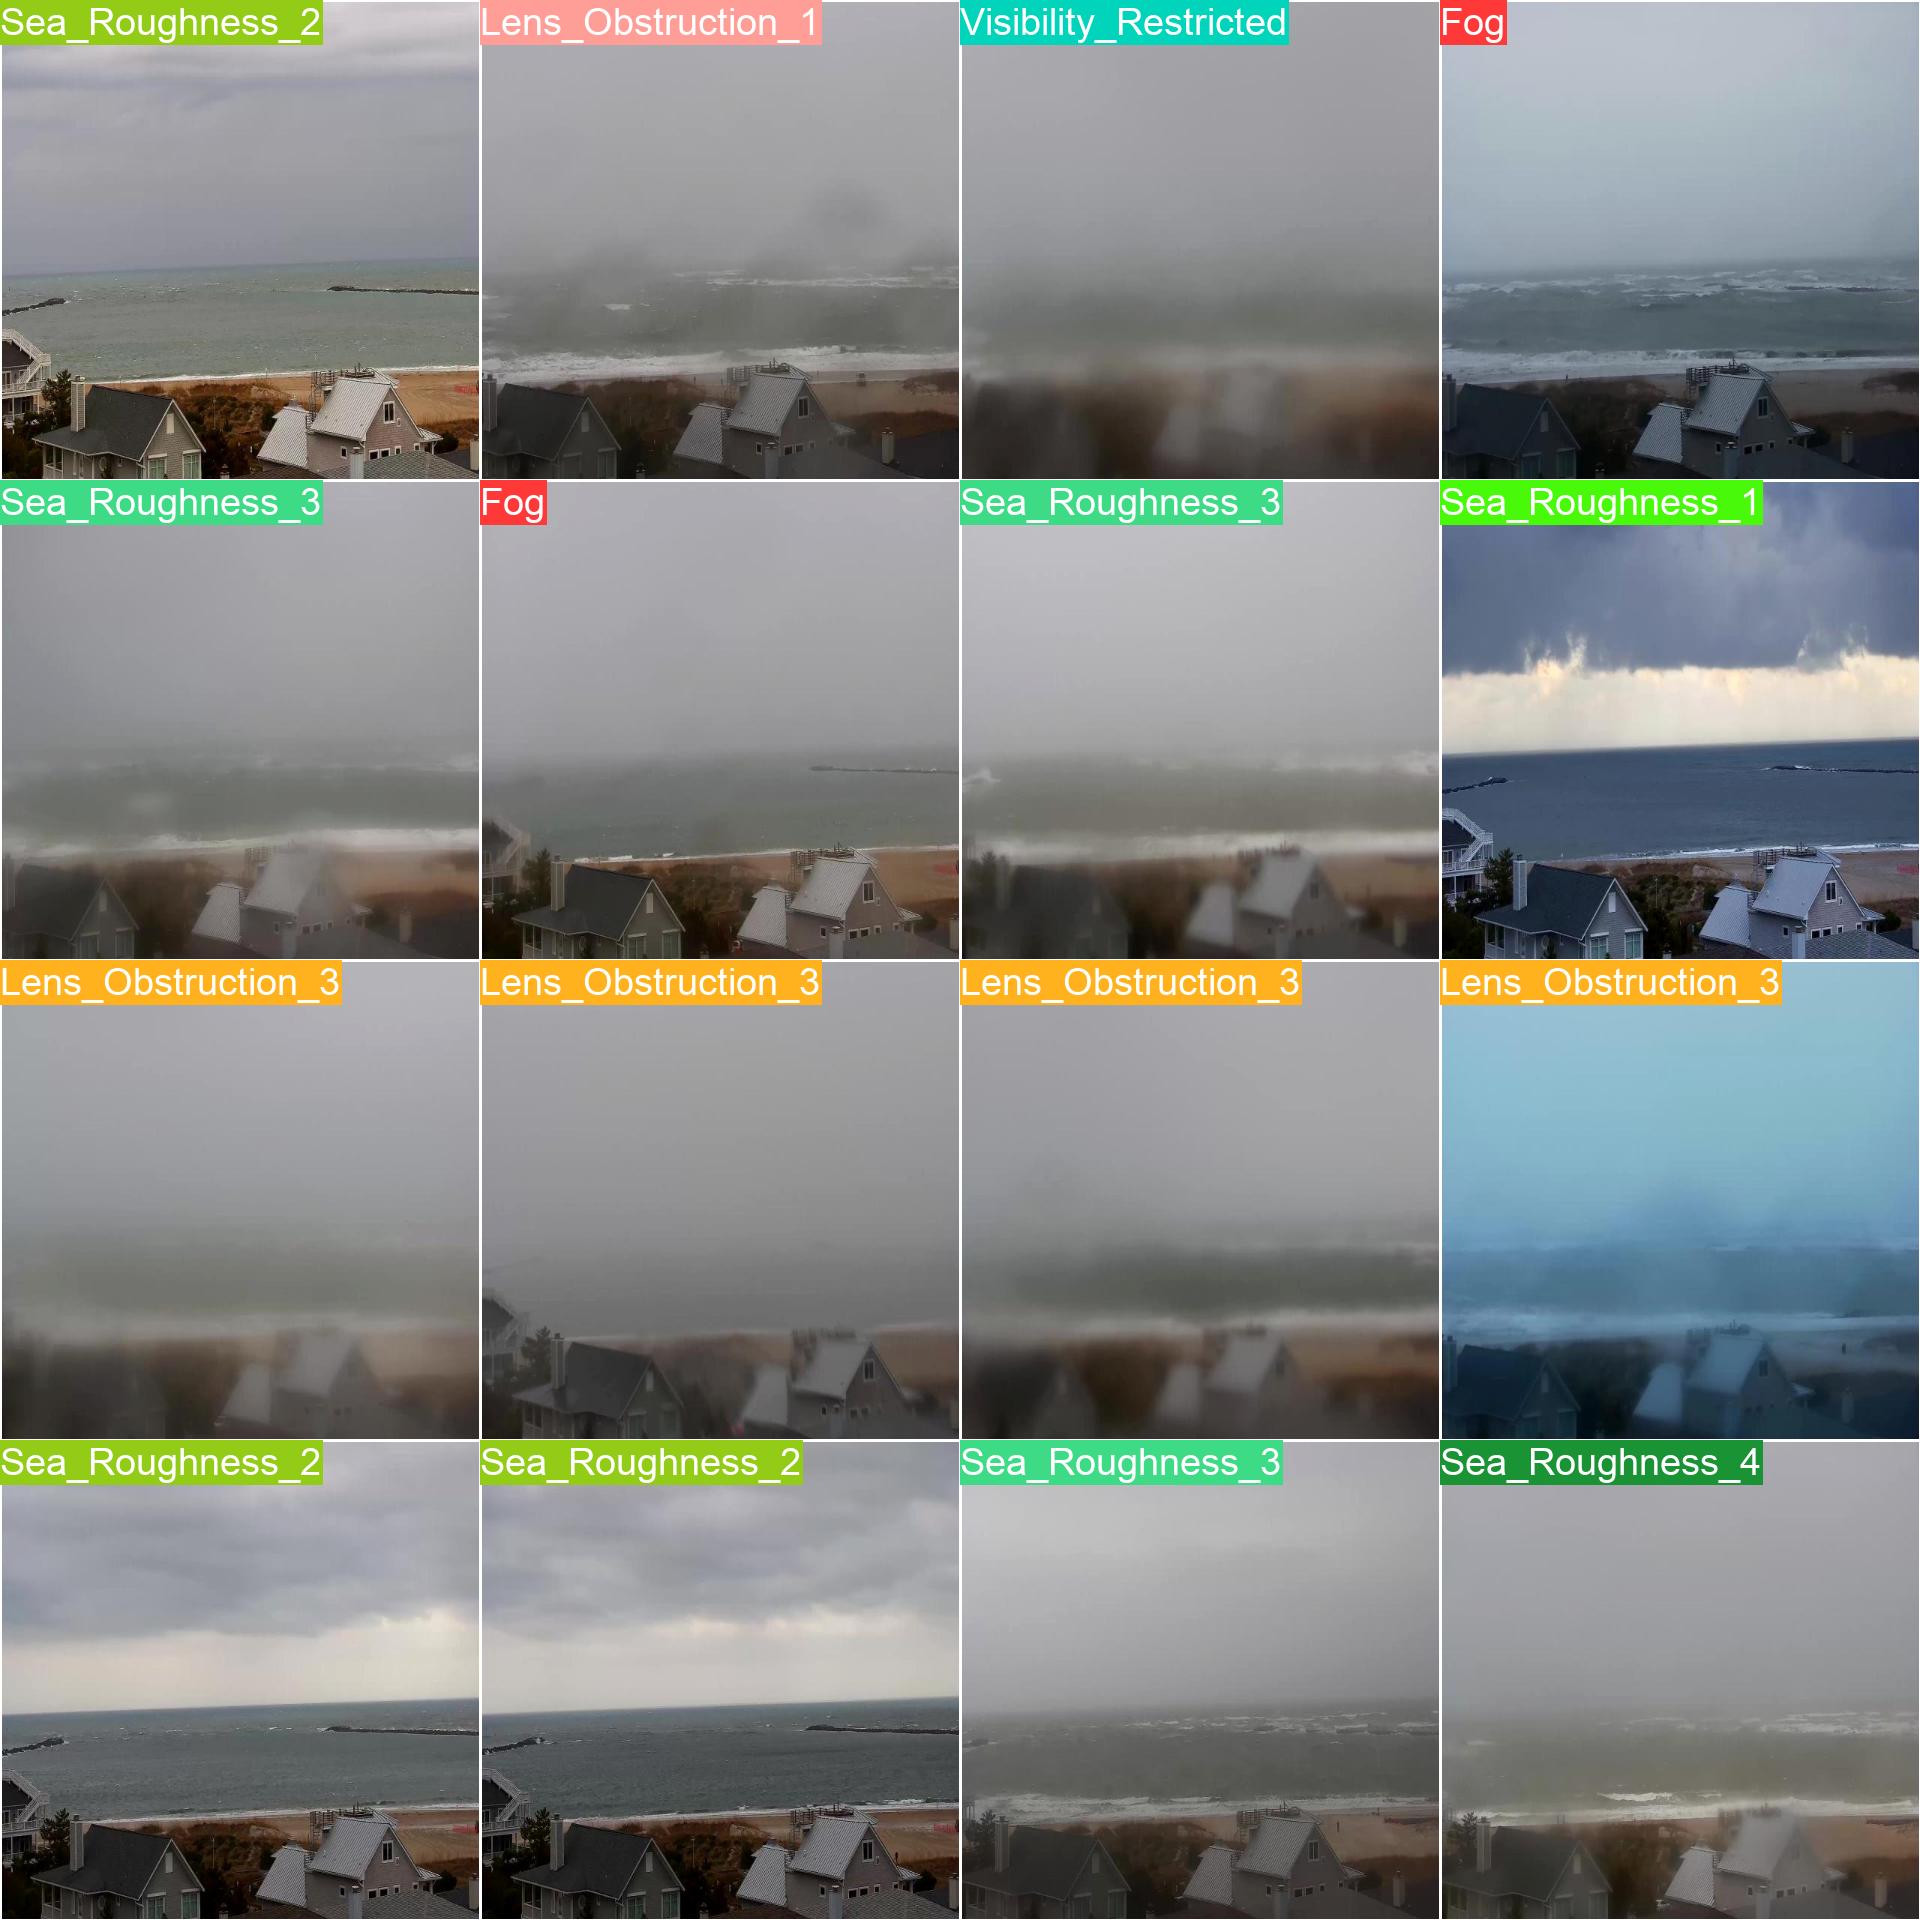 Sea_Roughness_2
Lens_Obstruction_1
Visibility_Restricted
Fog
Sea_Roughness_3
Fog
Sea_Roughness_3
Sea_Roughness_1
Lens_Obstruction_3
Lens_Obstruction_3
Lens_Obstruction_3
Lens_Obstruction_3
Sea_Roughness_2
Sea_Roughness_2
Sea_Roughness_3
Sea_Roughness_4